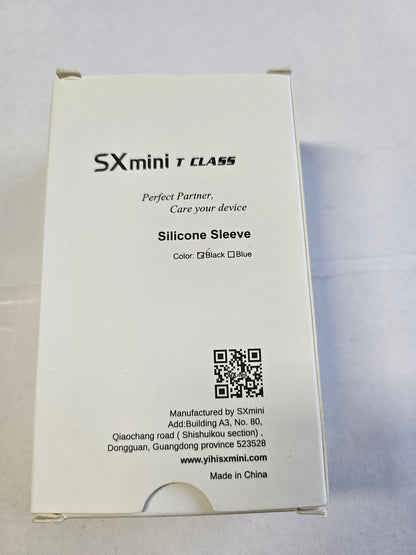 SXmini T CLASS
Perfect Partner,
Care your device
Silicone Sleeve
Color: ☑Black ☐Blue
Manufactured by SXmini
Add:Building A3, No. 80,
Qiaochang road ( Shishuikou section) ,
Dongguan, Guangdong province 523528
www.yihisxmini.com
Made in China